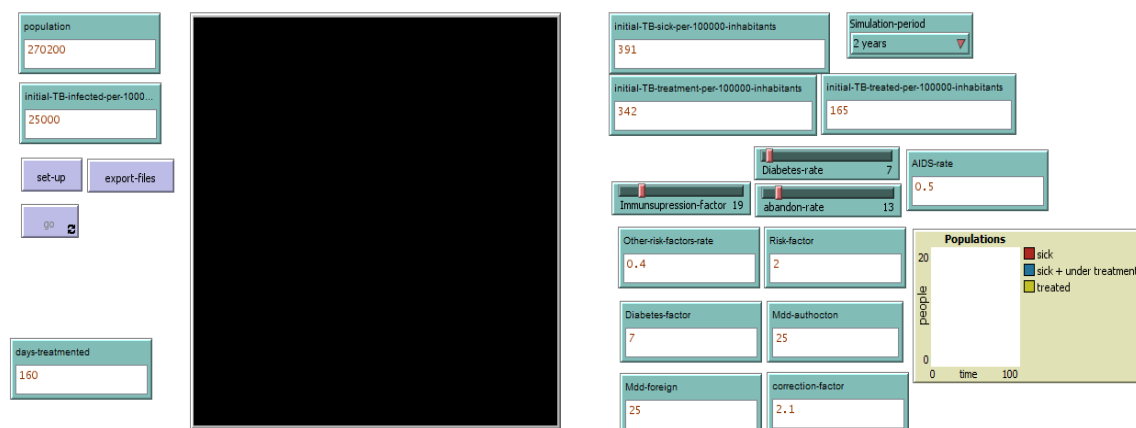 population
270200
initial-TB-infected-per-1000...
25000
set-up
export-files
go
days-treatmented
160
initial-TB-sick-per-100000-inhabitants
391
Simulation-period
2 years
initial-TB-treatment-per-100000-inhabitants
342
initial-TB-treated-per-100000-inhabitants
165
Diabetes-rate 7
AIDS-rate
0.5
Immunsupression-factor 19
abandon-rate 13
Other-risk-factors-rate
0.4
Risk-factor
2
Diabetes-factor
7
Mdd-authocton
25
Mdd-foreign
25
correction-factor
2.1
Populations
20
people
0
0 time 100
sick
sick + under treatment
treated